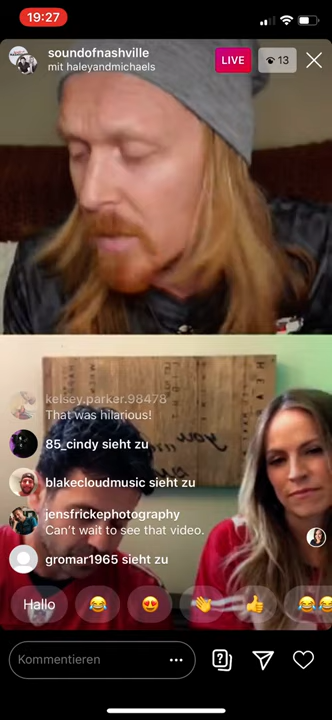 19:27
soundofnashville
mit haleyandmichaels
LIVE
13
kelsey.parker.98478
That was hilarious!
85_cindy sieht zu
you
blakecloudmusic sieht zu
jensfrickephotography
Can't wait to see that video.
gromar1965 sieht zu
Hallo
Kommentieren